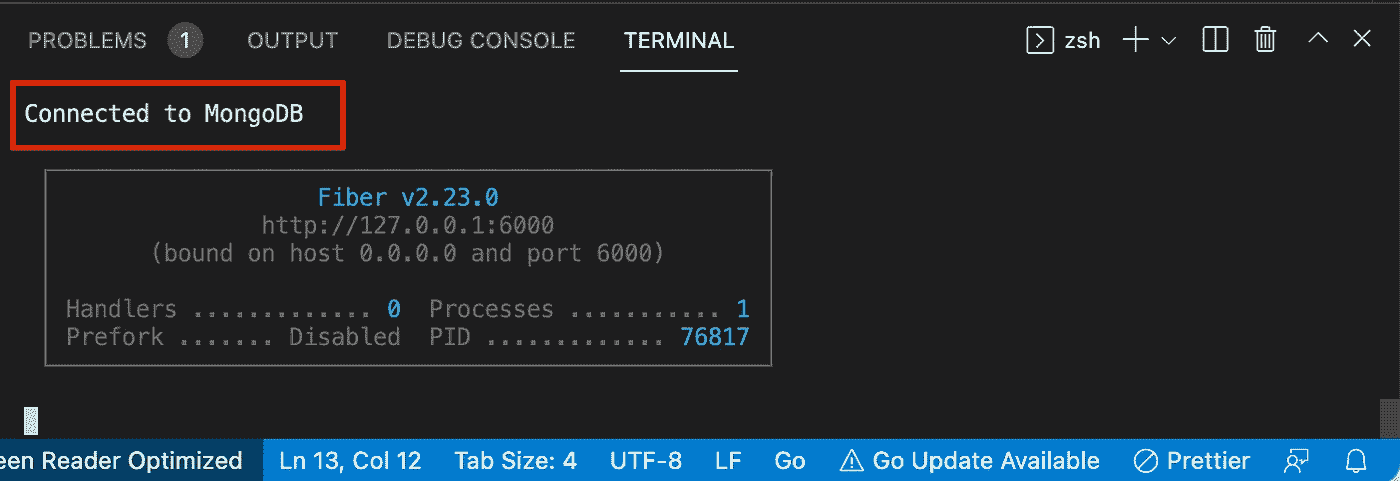 PROBLEMS 1 OUTPUT DEBUG CONSOLE TERMINAL zsh
Connected to MongoDB
Fiber v2.23.0
http://127.0.0.1:6000
(bound on host 0.0.0.0 and port 6000)
Handlers ............. 0 Processes ........... 1
Prefork ....... Disabled PID ............. 76817
een Reader Optimized Ln 13, Col 12 Tab Size: 4 UTF-8 LF Go Go Update Available Prettier